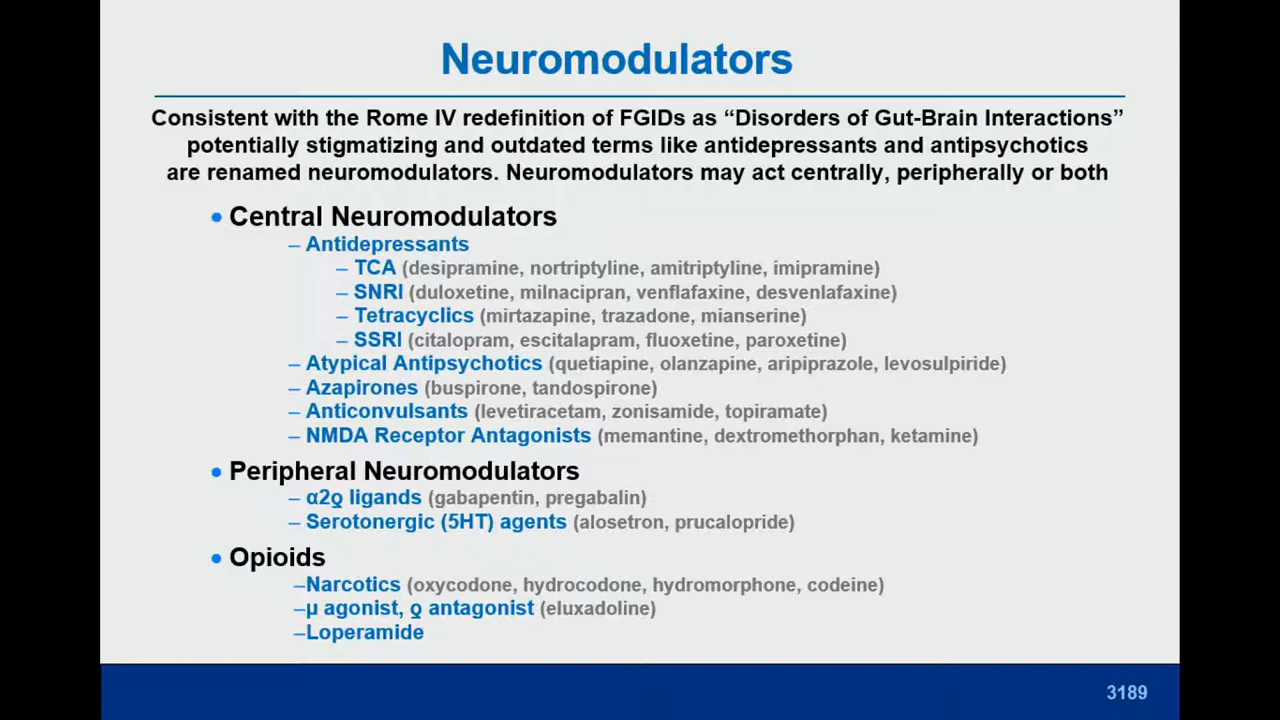 Neuromodulators
Consistent with the Rome IV redefinition of FGIDs as “Disorders of Gut-Brain Interactions”
potentially stigmatizing and outdated terms like antidepressants and antipsychotics
are renamed neuromodulators. Neuromodulators may act centrally, peripherally or both
• Central Neuromodulators
– Antidepressants
– TCA (desipramine, nortriptyline, amitriptyline, imipramine)
– SNRI (duloxetine, milnacipran, venflafaxine, desvenlafaxine)
– Tetracyclics (mirtazapine, trazadone, mianserine)
– SSRI (citalopram, escitalapram, fluoxetine, paroxetine)
– Atypical Antipsychotics (quetiapine, olanzapine, aripiprazole, levosulpiride)
– Azapirones (buspirone, tandospirone)
– Anticonvulsants (levetiracetam, zonisamide, topiramate)
– NMDA Receptor Antagonists (memantine, dextromethorphan, ketamine)
• Peripheral Neuromodulators
– α2ƍ ligands (gabapentin, pregabalin)
– Serotonergic (5HT) agents (alosetron, prucalopride)
• Opioids
–Narcotics (oxycodone, hydrocodone, hydromorphone, codeine)
–µ agonist, ƍ antagonist (eluxadoline)
–Loperamide
3189